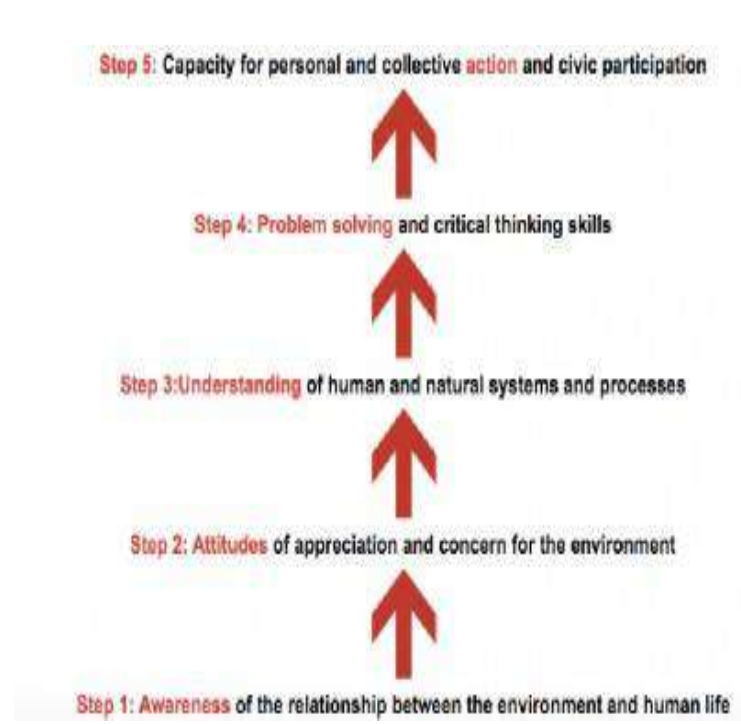 Step 5: Capacity for personal and collective action and civic participation
Step 4: Problem solving and critical thinking skills
Step 3:Understanding of human and natural systems and processes
Step 2: Attitudes of appreciation and concern for the environment
Step 1: Awareness of the relationship between the environment and human life